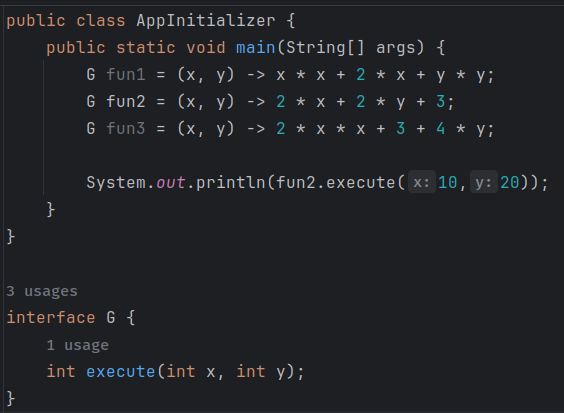 public class AppInitializer {
    public static void main(String[] args) {
        G fun1 = (x, y) -> x * x + 2 * x + y * y;
        G fun2 = (x, y) -> 2 * x + 2 * y + 3;
        G fun3 = (x, y) -> 2 * x * x + 3 + 4 * y;

        System.out.println(fun2.execute( x: 10, y: 20));
    }
}

3 usages
interface G {
    1 usage
    int execute(int x, int y);
}